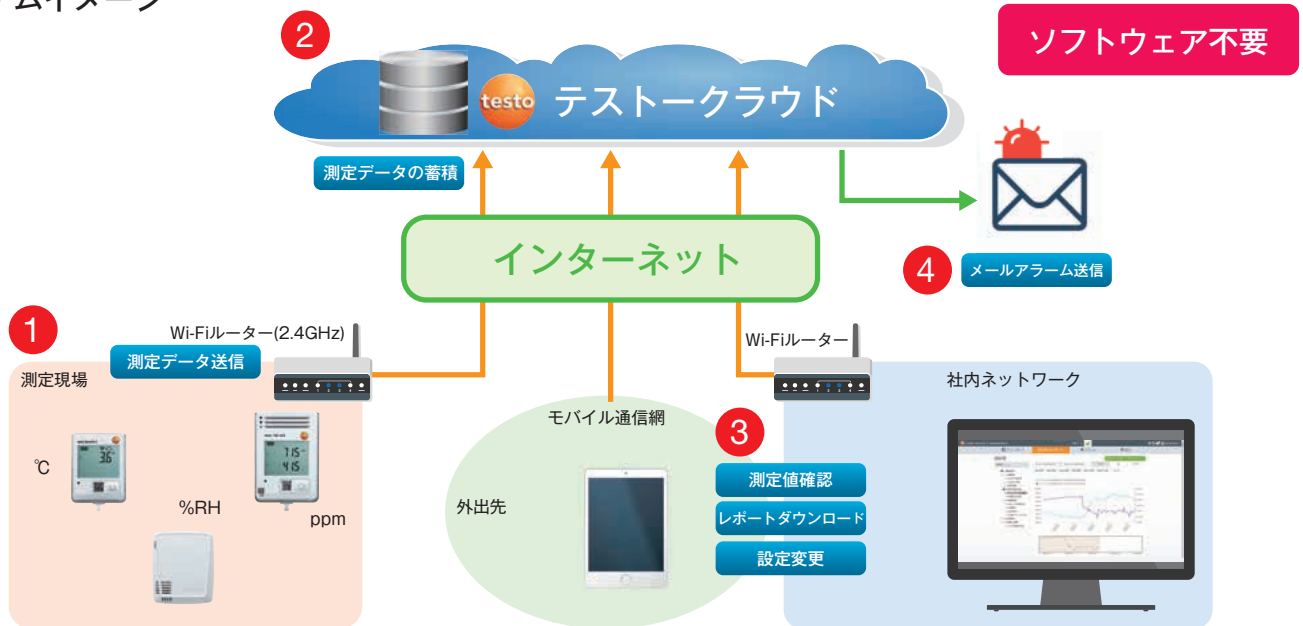 ムイメージ
ソフトウェア不要
2
testo
テストークラウド
測定データの蓄積
インターネット
4
メールアラーム送信
1
Wi-Fiルーター(2.4GHz)
測定データ送信
測定現場
℃
%RH
ppm
Wi-Fiルーター
社内ネットワーク
モバイル通信網
外出先
3
測定値確認
レポートダウンロード
設定変更